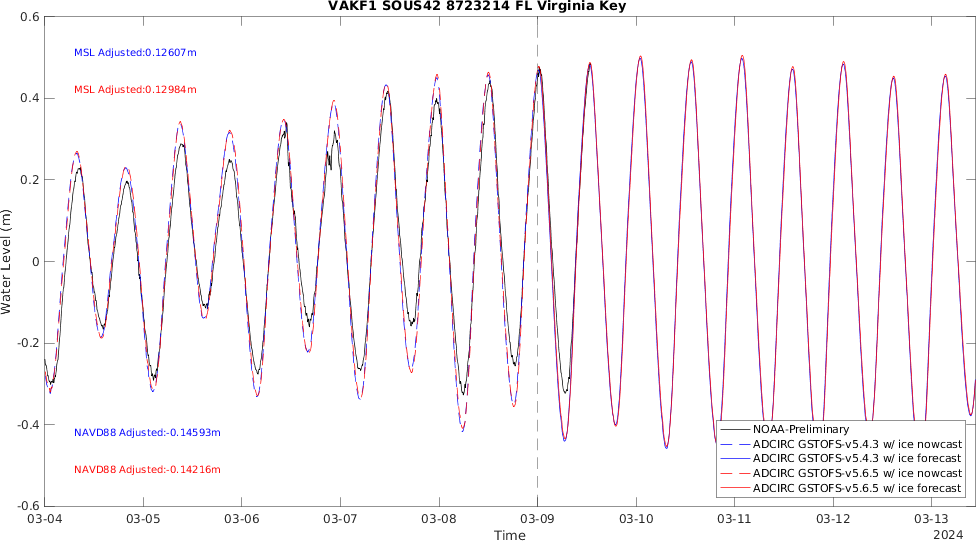 VAKF1 SOUS42 8723214 FL Virginia Key
0.6
MSL Adjusted:0.12607m
MSL Adjusted:0.12984m
0.4
0.2
Water Level (m)
0
-0.2
-0.4
NAVD88 Adjusted:-0.14593m
NAVD88 Adjusted:-0.14216m
NOAA-Preliminary
ADCIRC GSTOFS-v5.4.3 w/ ice nowcast
ADCIRC GSTOFS-v5.4.3 w/ ice forecast
ADCIRC GSTOFS-v5.6.5 w/ ice nowcast
ADCIRC GSTOFS-v5.6.5 w/ ice forecast
-0.6
03-04 03-05 03-06 03-07 03-08 03-09 03-10 03-11 03-12 03-13
Time
2024